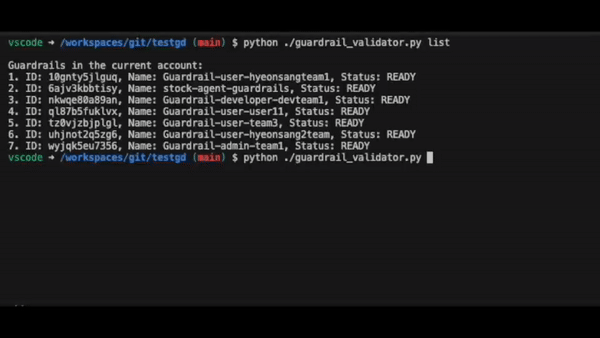 vscode → /workspaces/git/testgd (main) $ python ./guardrail_validator.py list
Guardrails in the current account:
1. ID: 10gnty5jlguq, Name: Guardrail-user-hyeonsangteam1, Status: READY
2. ID: 6ajv3kbbtisy, Name: stock-agent-guardrails, Status: READY
3. ID: nkwqe80a89an, Name: Guardrail-developer-devteam1, Status: READY
4. ID: ql87b5fuklvx, Name: Guardrail-user-user11, Status: READY
5. ID: tz0vjzbjplgl, Name: Guardrail-user-team3, Status: READY
6. ID: uhjnot2q5zg6, Name: Guardrail-user-hyeonsang2team, Status: READY
7. ID: wyjqk5eu7356, Name: Guardrail-admin-team1, Status: READY
vscode → /workspaces/git/testgd (main) $ python ./guardrail_validator.py